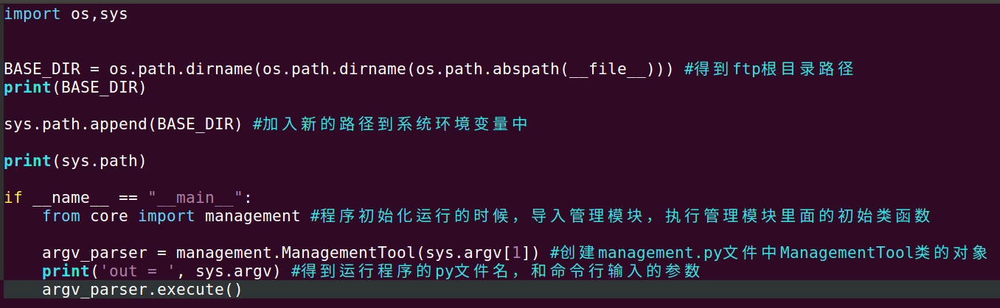 import os,sys
BASE_DIR = os.path.dirname(os.path.dirname(os.path.abspath(__file__))) #得到ftp根目录路径
print(BASE_DIR)
sys.path.append(BASE_DIR) #加入新的路径到系统环境变量中
print(sys.path)
if __name__ == "__main__":
    from core import management #程序初始化运行的时候，导入管理模块，执行管理模块里面的初始类函数
    argv_parser = management.ManagementTool(sys.argv[1]) #创建management.py文件中ManagementTool类的对象
    print('out = ', sys.argv) #得到运行程序的py文件名，和命令行输入的参数
    argv_parser.execute()